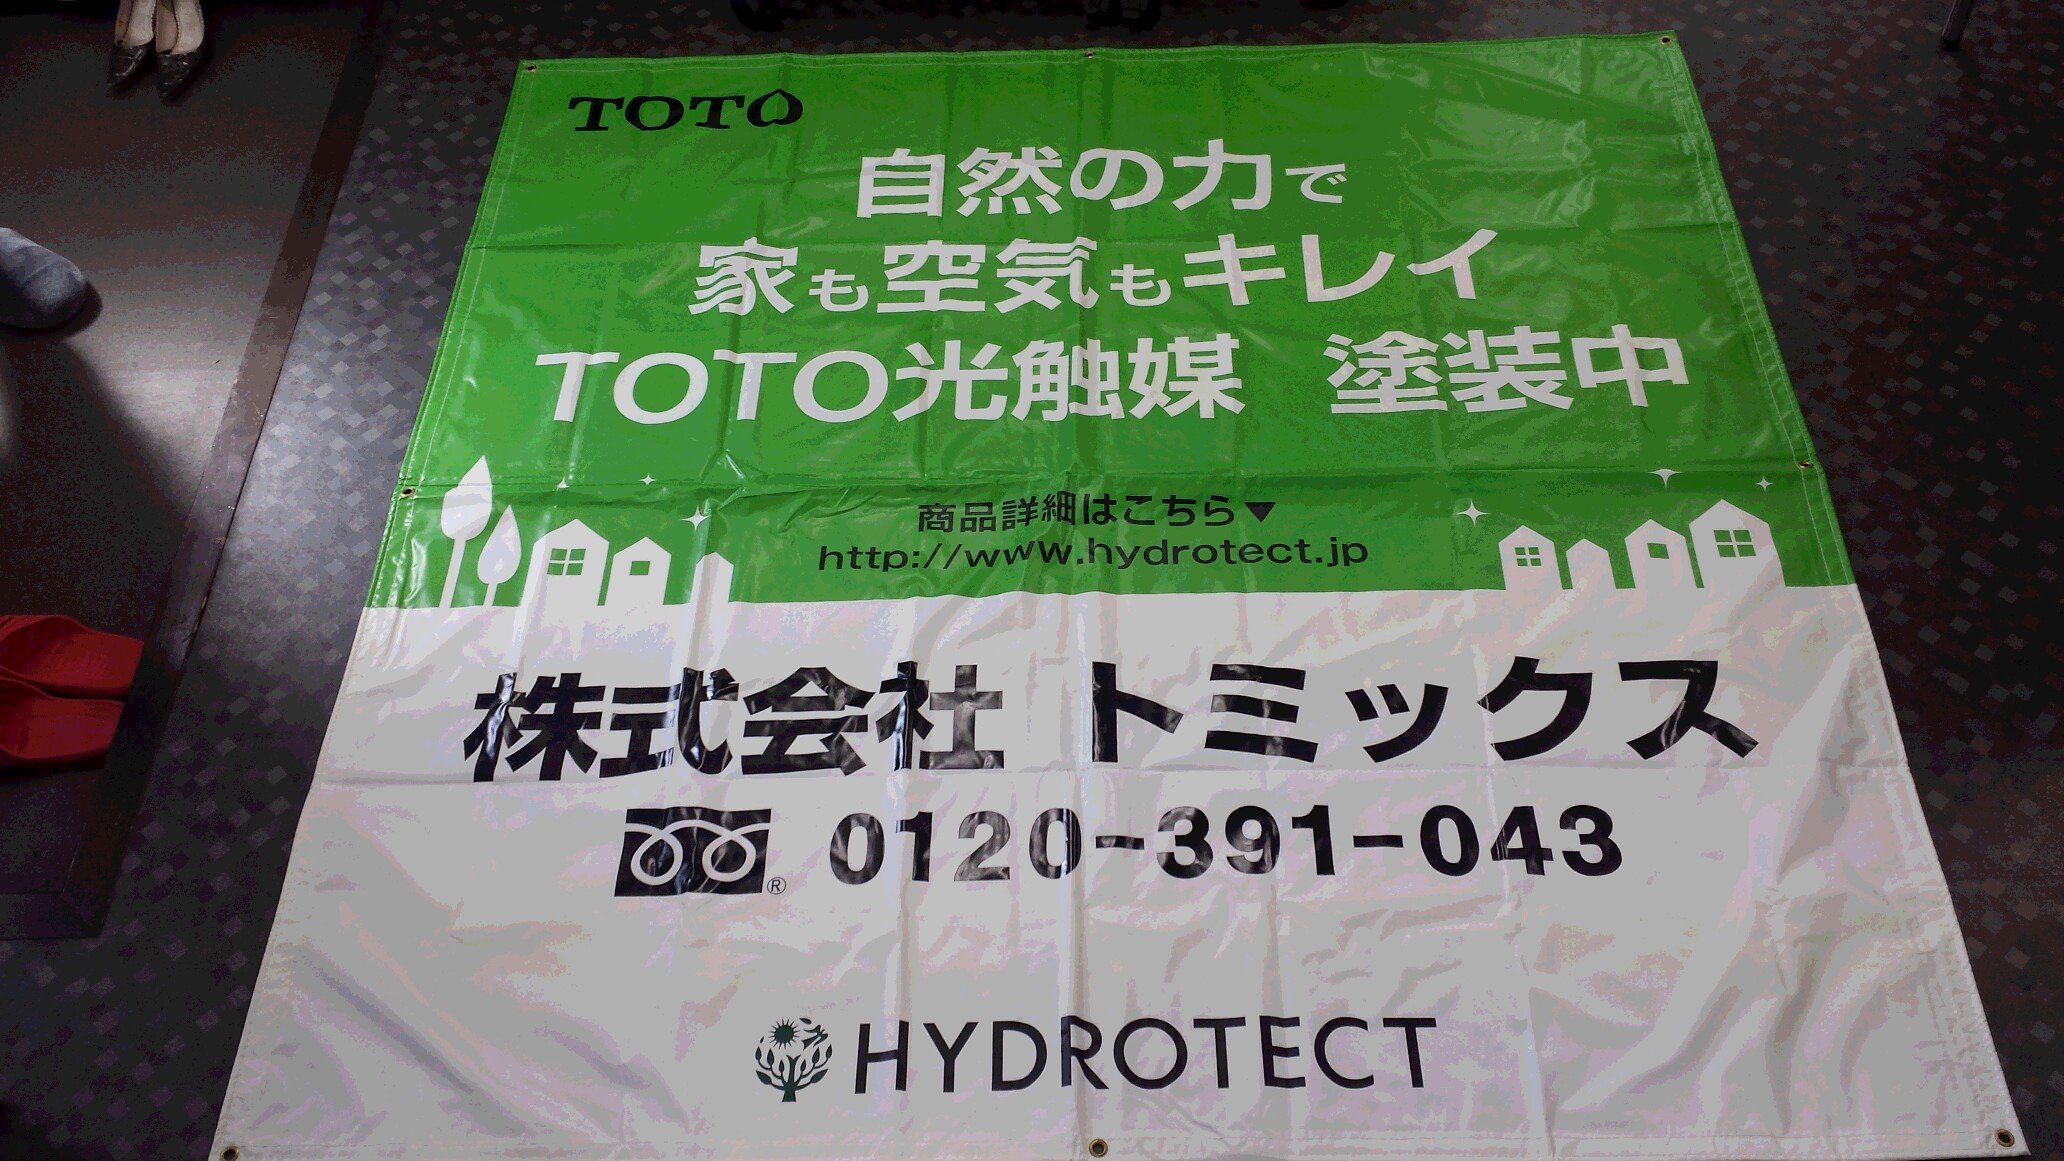 TOTO
自然の力で
家も空気もキレイ
TOTO光触媒 塗装中
商品詳細はこちら▼
http://www.hydrotect.jp
株式会社 トミックス
® 0120-391-043
HYDROTECT